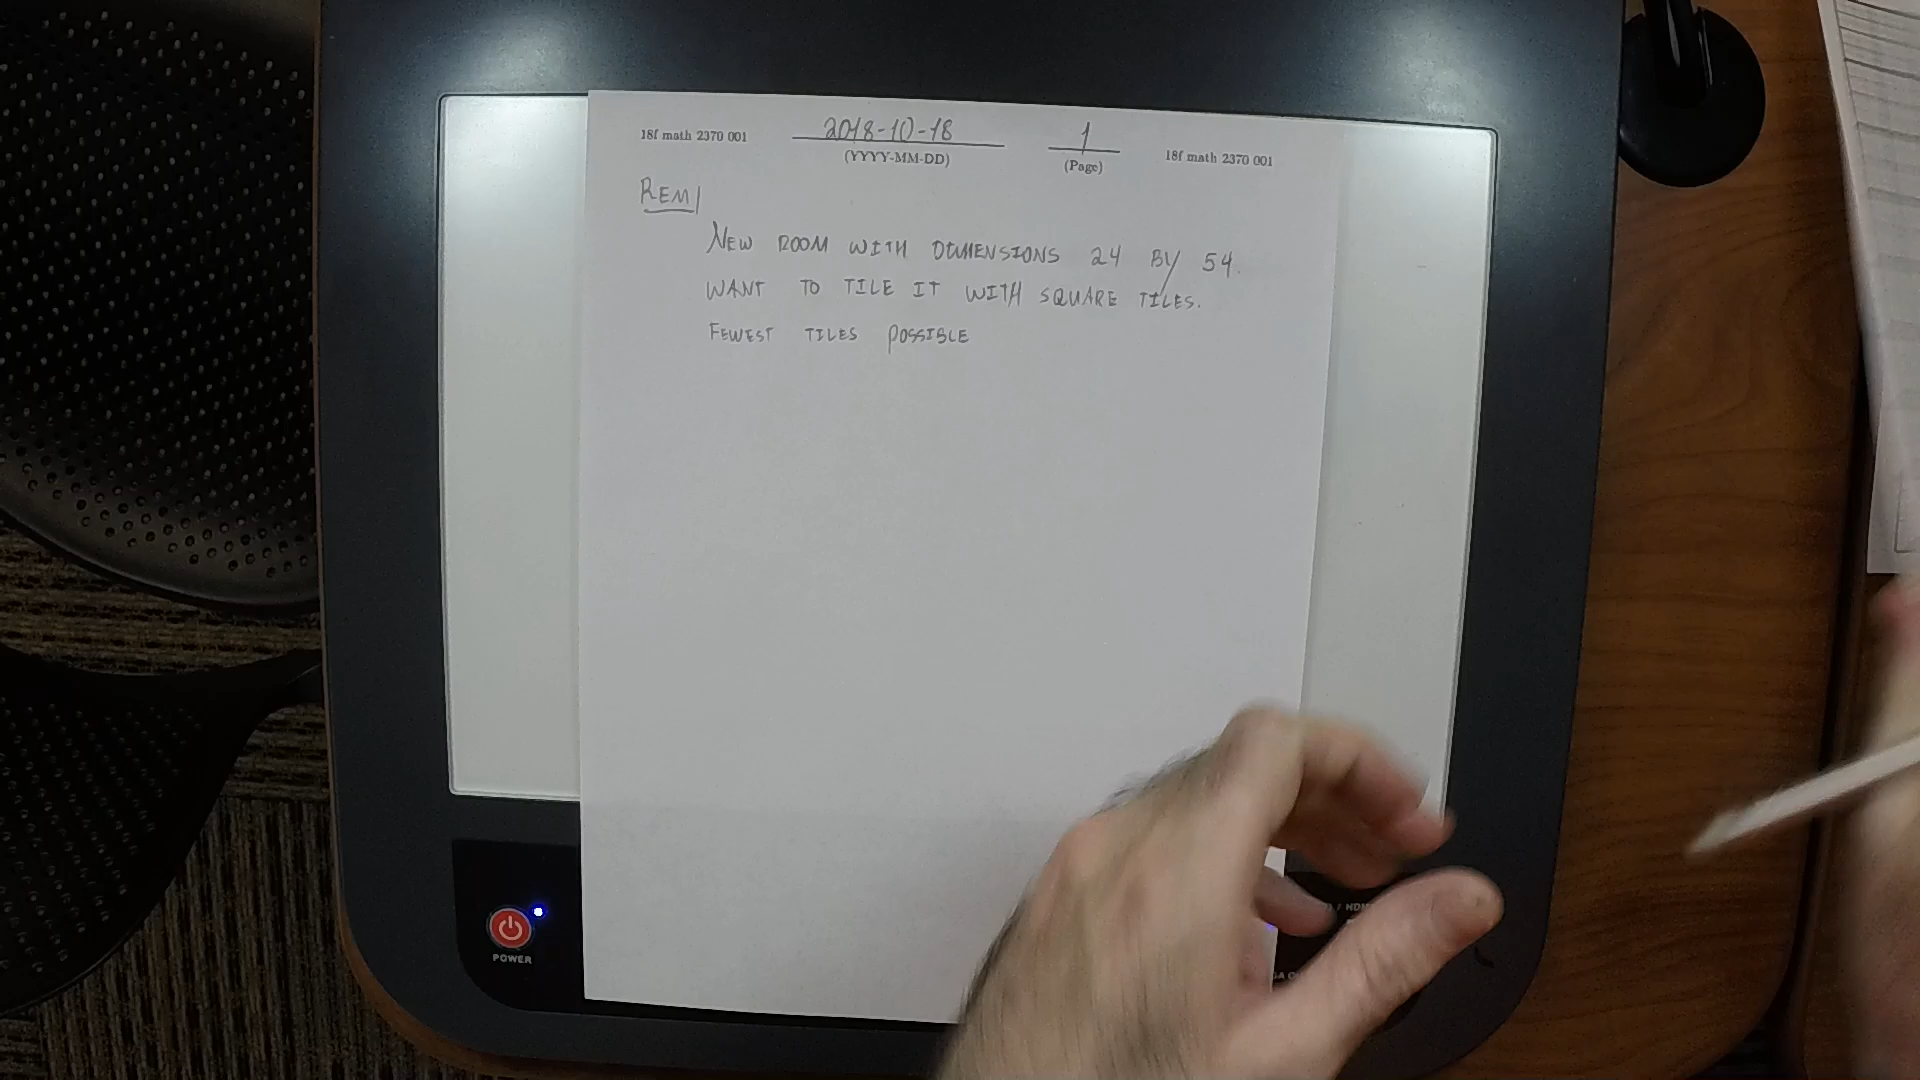 18f math 2370 001 2018-10-18 1 18f math 2370 001
(YYYY-MM-DD) (Page)
REM
NEW ROOM WITH DIMENSIONS 24 BY 54.
WANT TO TILE IT WITH SQUARE TILES.
FEWEST TILES POSSIBLE
POWER